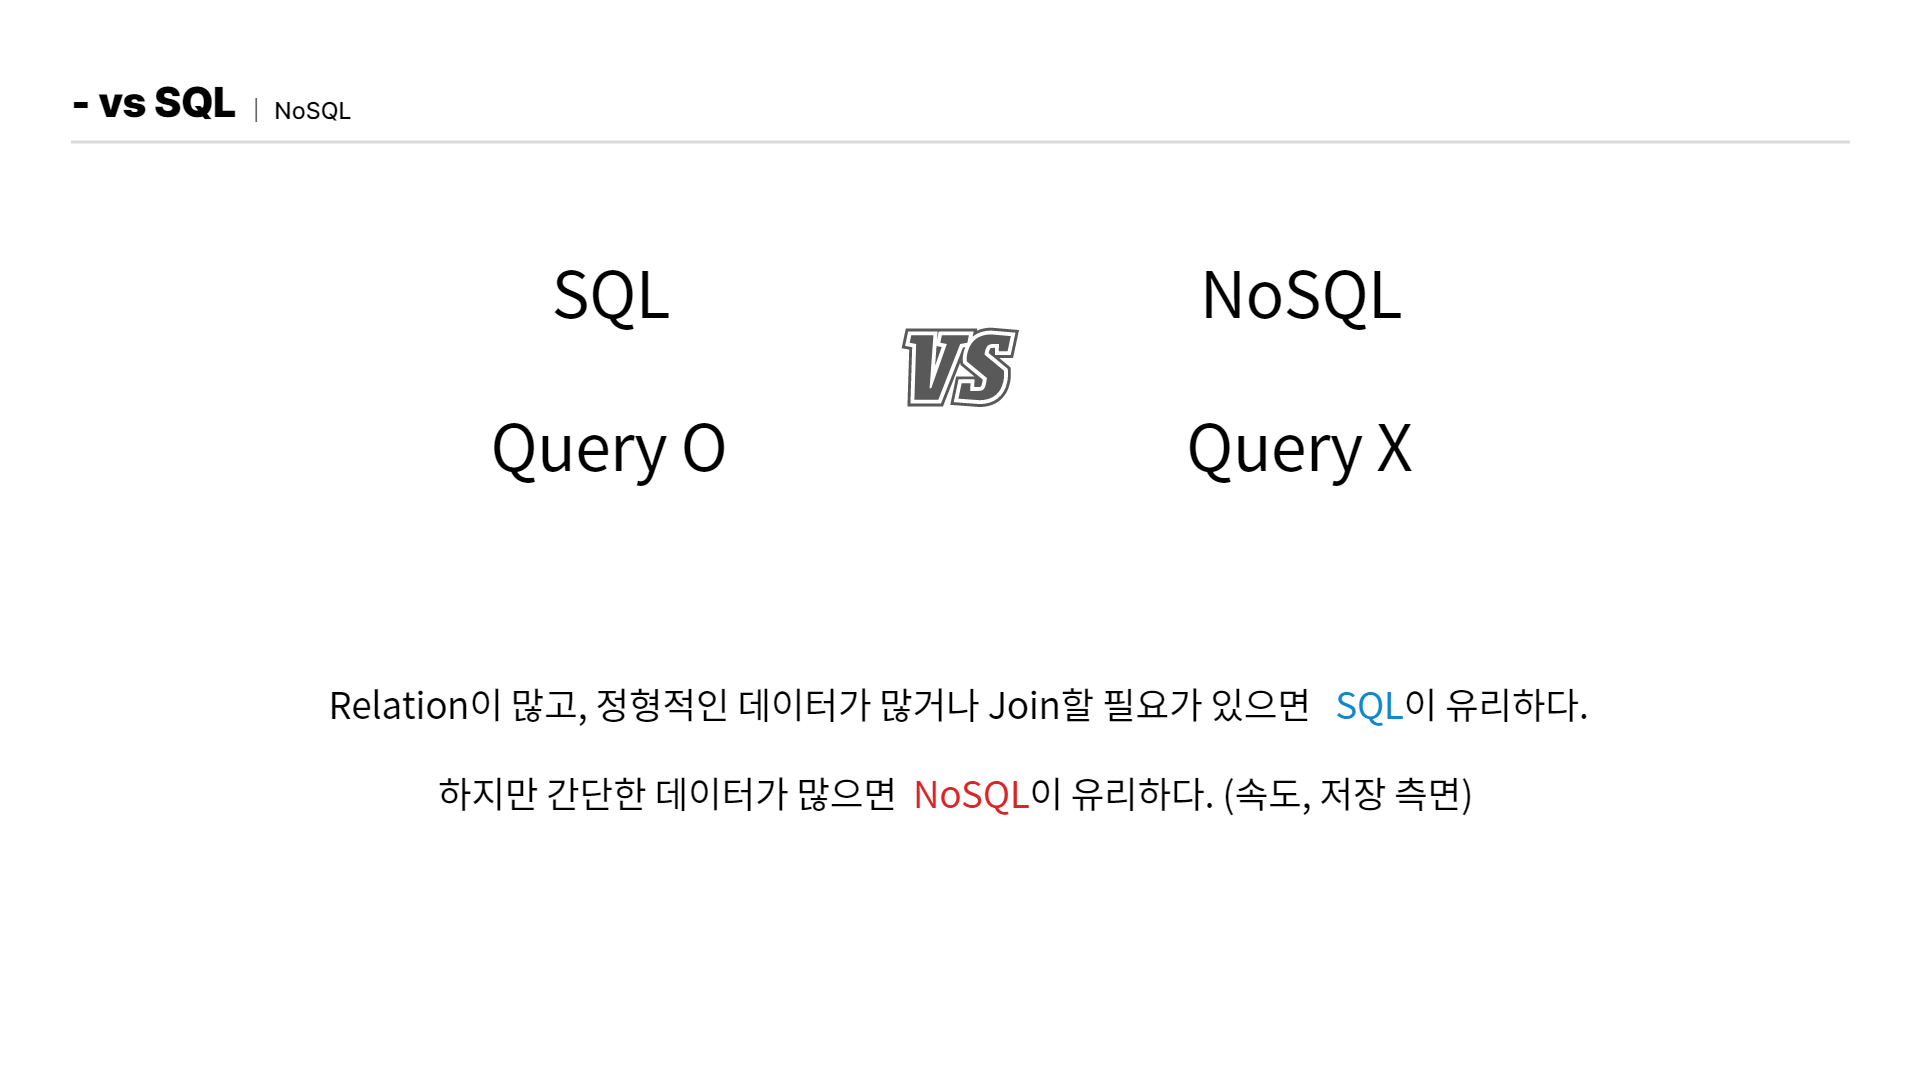 - vs SQL | NoSQL
SQL
NoSQL
VS
Query O
Query X
Relation이 많고, 정형적인 데이터가 많거나 Join할 필요가 있으면 SQL이 유리하다.
하지만 간단한 데이터가 많으면 NoSQL이 유리하다. (속도, 저장 측면)